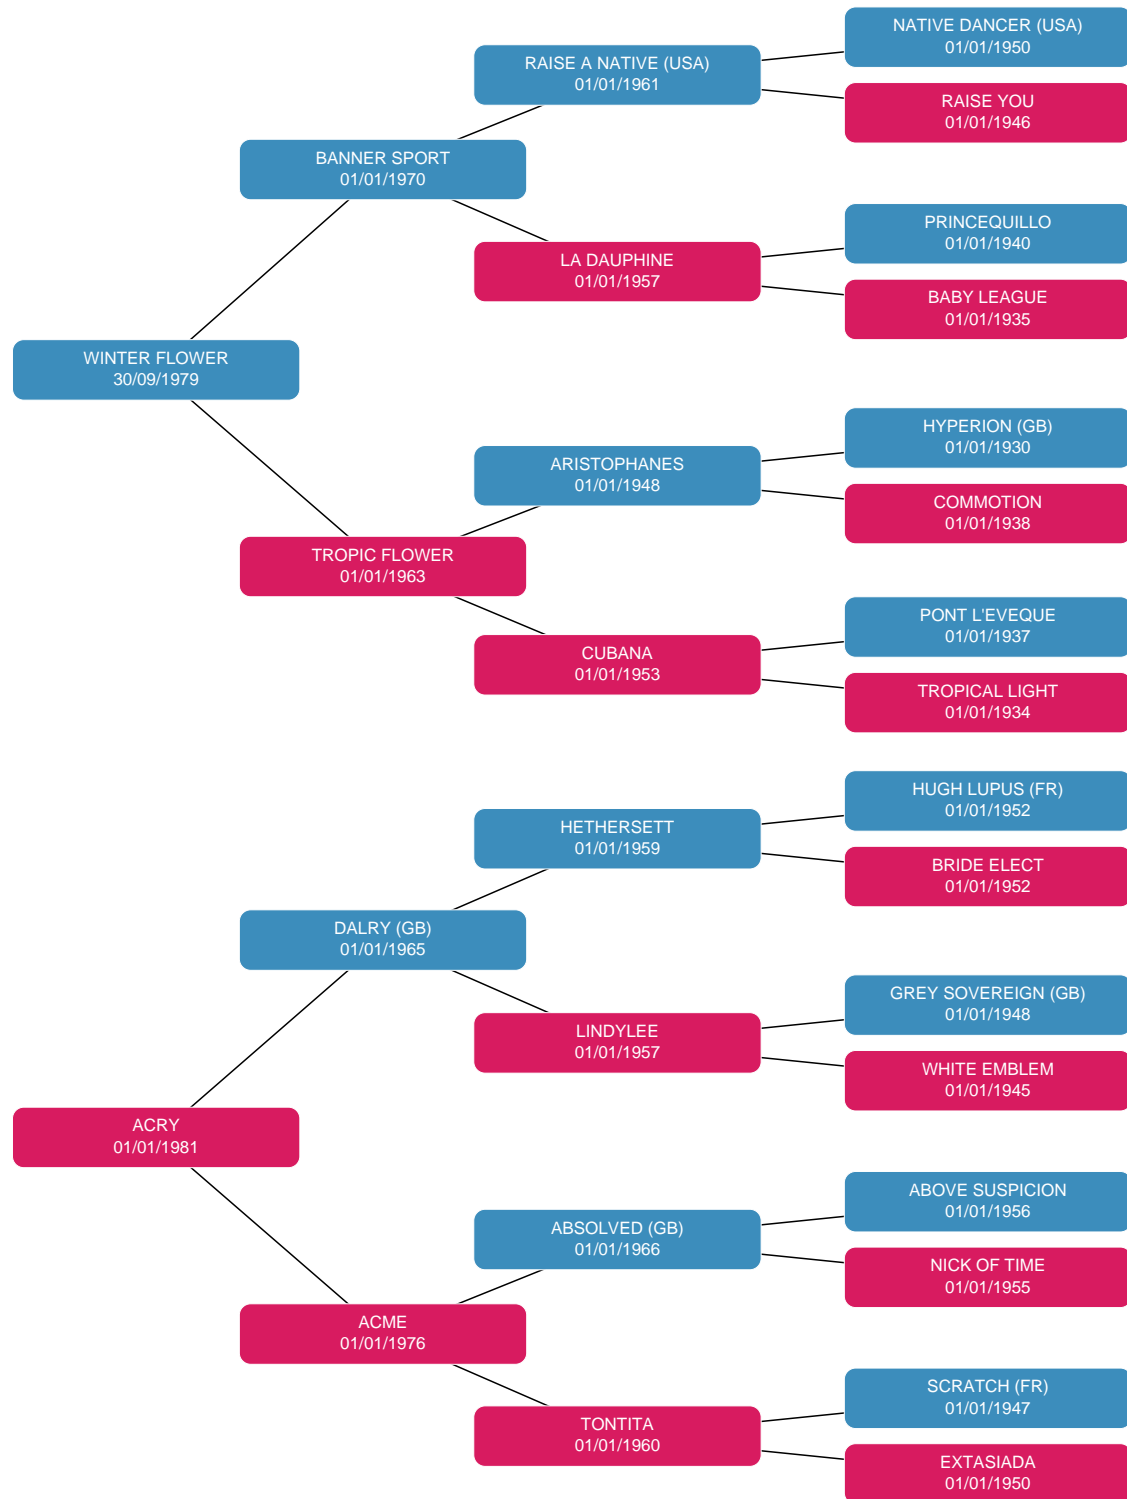 NATIVE DANCER (USA)
01/01/1950
RAISE A NATIVE (USA)
01/01/1961
RAISE YOU
01/01/1946
BANNER SPORT
01/01/1970
PRINCEQUILLO
01/01/1940
LA DAUPHINE
01/01/1957
BABY LEAGUE
01/01/1935
WINTER FLOWER
30/09/1979
HYPERION (GB)
01/01/1930
ARISTOPHANES
01/01/1948
COMMOTION
01/01/1938
TROPIC FLOWER
01/01/1963
PONT L'EVEQUE
01/01/1937
CUBANA
01/01/1953
TROPICAL LIGHT
01/01/1934
HUGH LUPUS (FR)
01/01/1952
HETHERSETT
01/01/1959
BRIDE ELECT
01/01/1952
DALRY (GB)
01/01/1965
GREY SOVEREIGN (GB)
01/01/1948
LINDYLEE
01/01/1957
WHITE EMBLEM
01/01/1945
ACRY
01/01/1981
ABOVE SUSPICION
01/01/1956
ABSOLVED (GB)
01/01/1966
NICK OF TIME
01/01/1955
ACME
01/01/1976
SCRATCH (FR)
01/01/1947
TONTITA
01/01/1960
EXTASIADA
01/01/1950